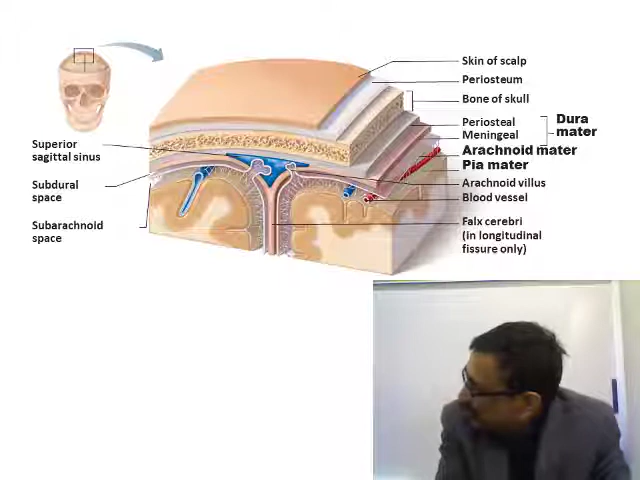 Skin of scalp
Periosteum
Bone of skull
Periosteal
Meningeal
Dura
mater
Arachnoid mater
Pia mater
Arachnoid villus
Blood vessel
Falx cerebri
(in longitudinal
fissure only)
Superior
sagittal sinus
Subdural
space
Subarachnoid
space